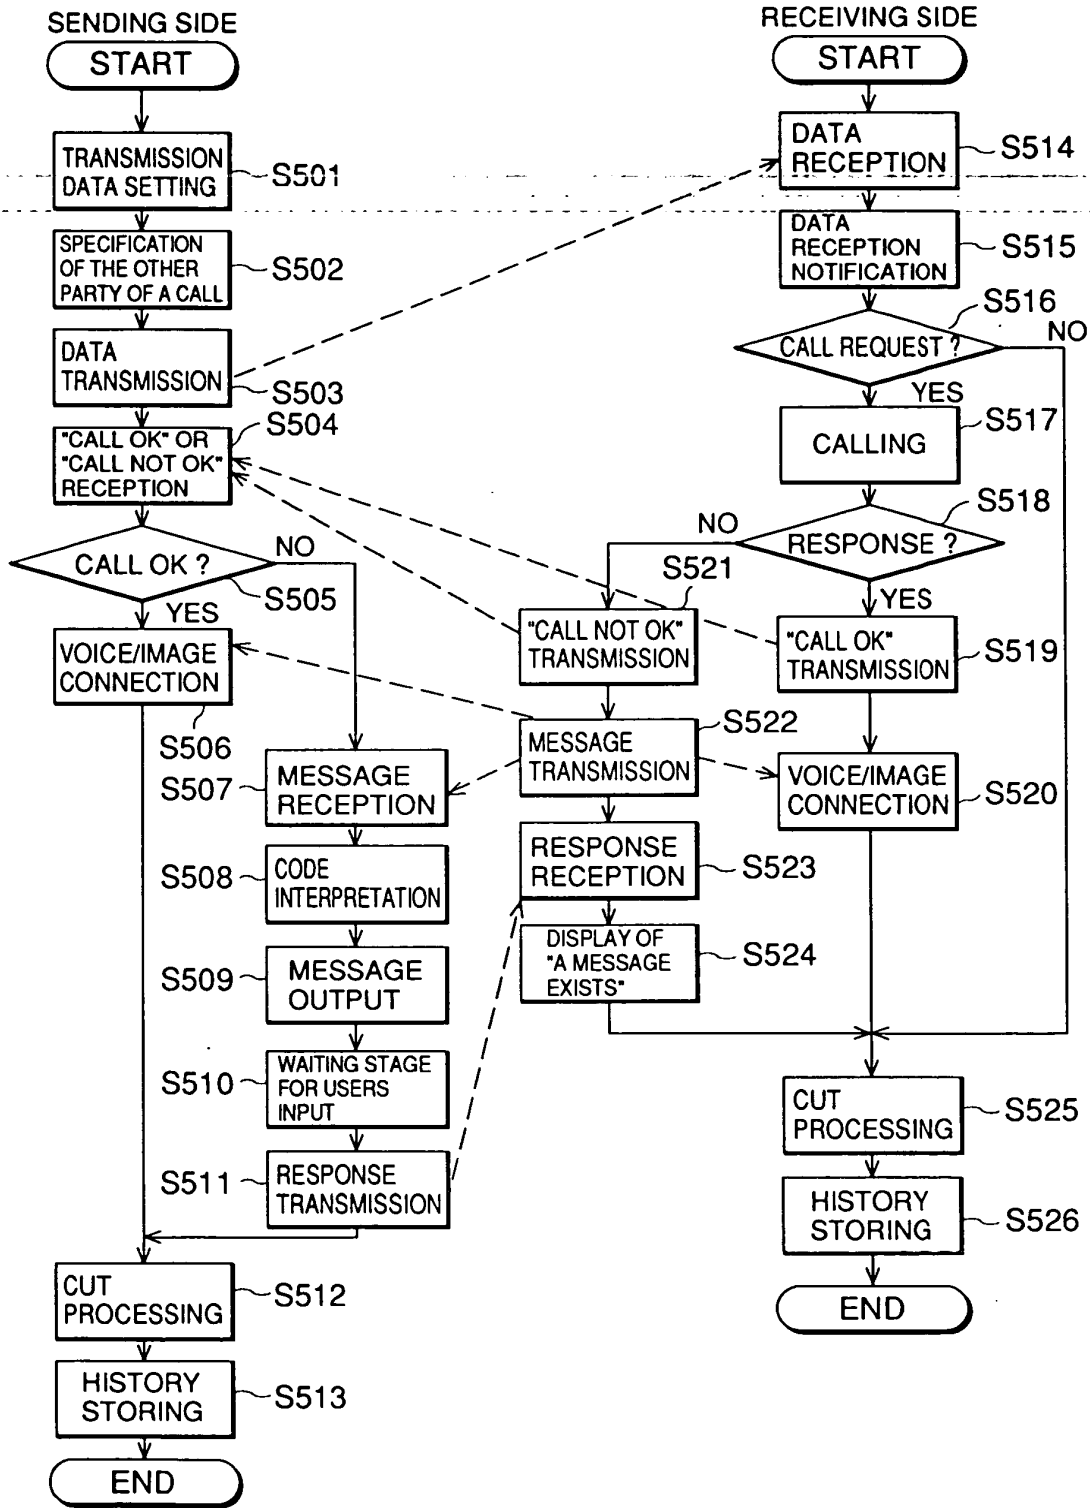 SENDING SIDE
START
TRANSMISSION
DATA SETTING
S501
SPECIFICATION
OF THE OTHER
PARTY OF A CALL
S502
DATA
TRANSMISSION
S503
"CALL OK" OR
"CALL NOT OK"
RECEPTION
S504
CALL OK ?
S505
NO
YES
VOICE/IMAGE
CONNECTION
S506
S507
MESSAGE
RECEPTION
S508
CODE
INTERPRETATION
S509
MESSAGE
OUTPUT
S510
WAITING STAGE
FOR USERS
INPUT
S511
RESPONSE
TRANSMISSION
CUT
PROCESSING
S512
HISTORY
STORING
S513
END
RECEIVING SIDE
START
DATA
RECEPTION
S514
DATA
RECEPTION
NOTIFICATION
S515
S516
CALL REQUEST ?
NO
YES
CALLING
S517
S518
RESPONSE ?
NO
YES
S521
"CALL NOT OK"
TRANSMISSION
"CALL OK"
TRANSMISSION
S519
MESSAGE
TRANSMISSION
S522
VOICE/IMAGE
CONNECTION
S520
RESPONSE
RECEPTION
S523
DISPLAY OF
"A MESSAGE
EXISTS"
S524
CUT
PROCESSING
S525
HISTORY
STORING
S526
END